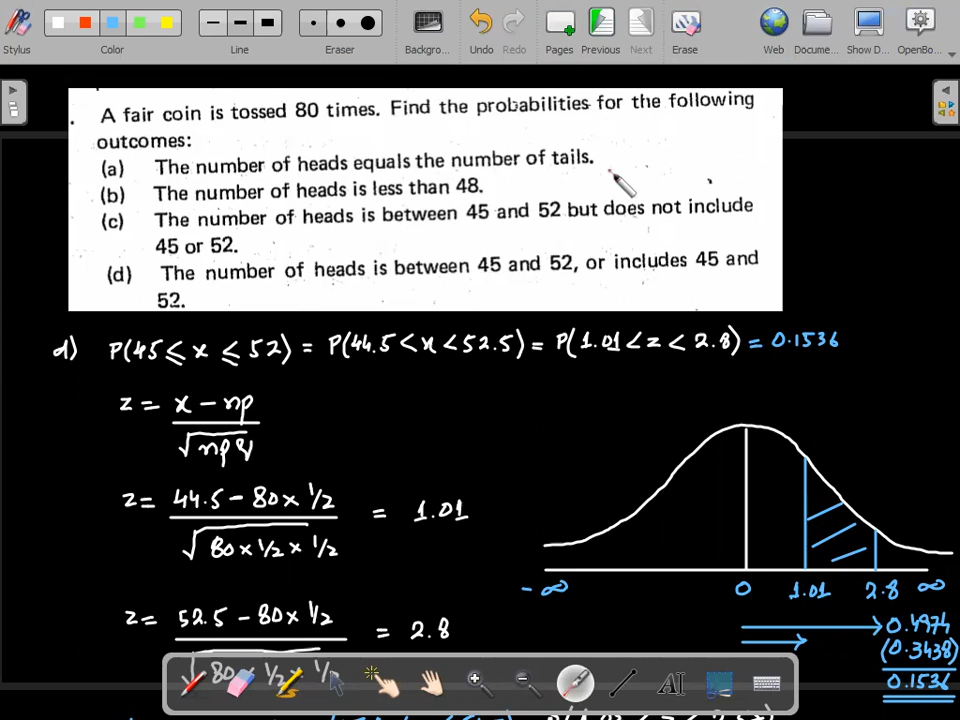 Stylus Color Line Eraser Backgro... Undo Redo Pages Previous Next Erase Web Docume... Show D... OpenBo...
A fair coin is tossed 80 times. Find the probabilities for the following
outcomes:
(a) The number of heads equals the number of tails.
(b) The number of heads is less than 48.
(c) The number of heads is between 45 and 52 but does not include
45 or 52.
(d) The number of heads is between 45 and 52, or includes 45 and
52.
d) P(45 ≤ x ≤ 52) = P(44.5 < x < 52.5) = P(1.01 < z < 2.8) = 0.1536
z = x - np
√npq
z = 44.5 - 80 x 1/2 = 1.01
√80 x 1/2 x 1/2
z = 52.5 - 80 x 1/2 = 2.8
80 x 1/2 x 1/2
- ∞ 0 1.01 2.8 ∞
0.4974
(0.3438)
0.1536